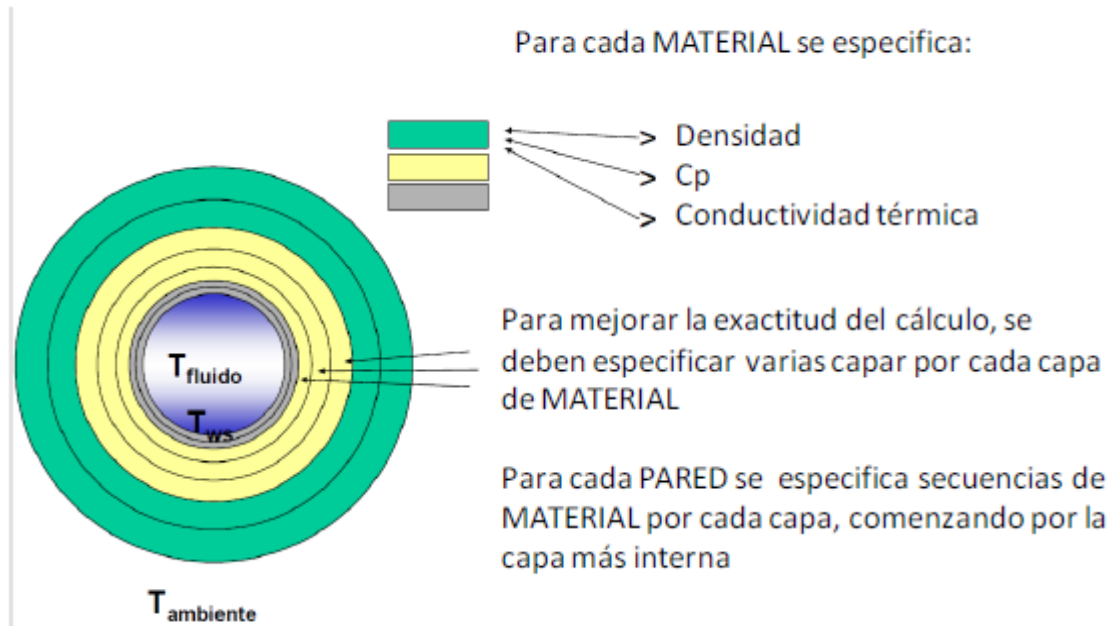 Para cada MATERIAL se especifica:
> Densidad
> Cp
> Conductividad térmica
Para mejorar la exactitud del cálculo, se
deben especificar varias capar por cada capa
de MATERIAL
Para cada PARED se especifica secuencias de
MATERIAL por cada capa, comenzando por la
capa más interna
Tfluido
Tws
Tambiente